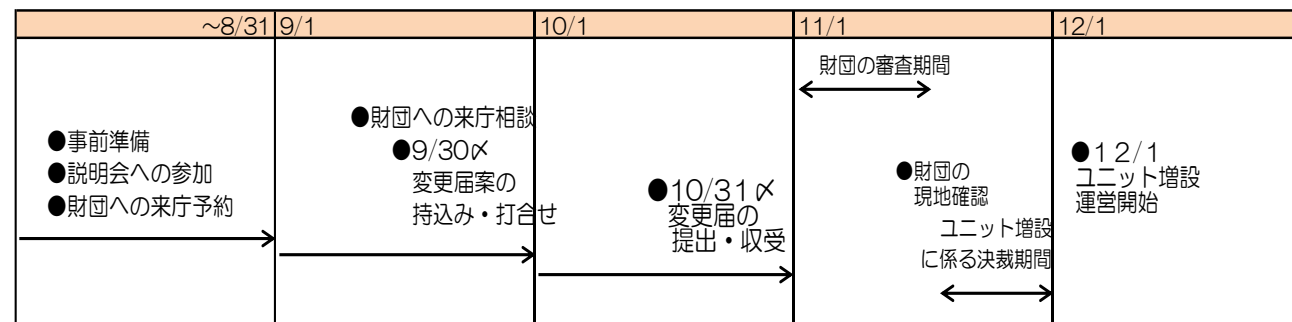 ～8/31
9/1
10/1
11/1
12/1
●事前準備
●説明会への参加
●財団への来庁予約
●財団への来庁相談
●9/30〆
変更届案の
持込み・打合せ
●10/31〆
変更届の
提出・収受
財団の審査期間
●財団の
現地確認
ユニット増設
に係る決裁期間
●１２/１
ユニット増設
運営開始